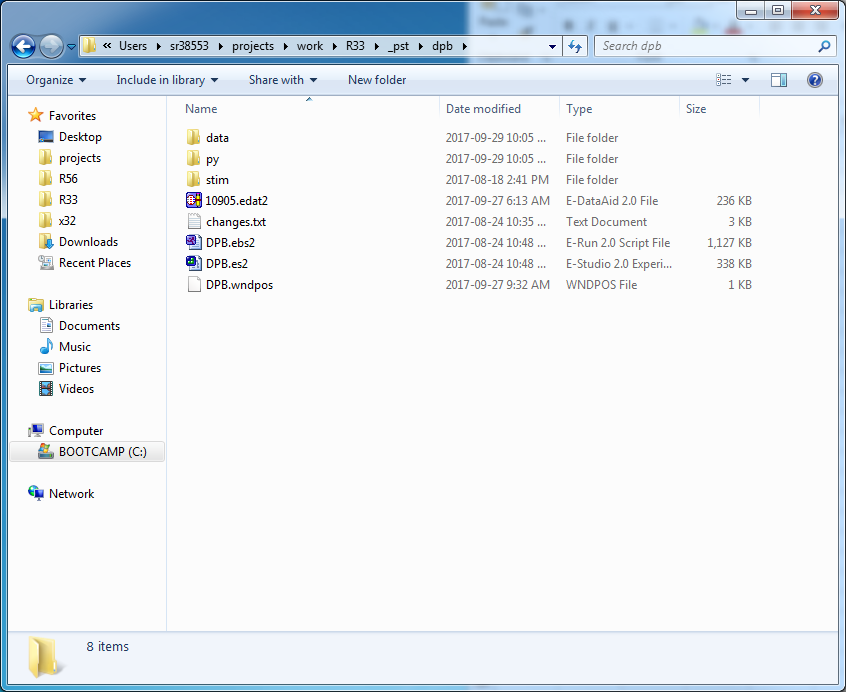 « Users ▸ sr38553 ▸ projects ▸ work ▸ R33 ▸ _pst ▸ dpb ▸ Search dpb
Organize Include in library Share with New folder
Favorites
Desktop
projects
R56
R33
x32
Downloads
Recent Places
Libraries
Documents
Music
Pictures
Videos
Computer
BOOTCAMP (C:)
Network
Name Date modified Type Size
data 2017-09-29 10:05 ... File folder
py 2017-09-29 10:05 ... File folder
stim 2017-08-18 2:41 PM File folder
10905.edat2 2017-09-27 6:13 AM E-DataAid 2.0 File 236 KB
changes.txt 2017-08-24 10:35 ... Text Document 3 KB
DPB.ebs2 2017-08-24 10:48 ... E-Run 2.0 Script File 1,127 KB
DPB.es2 2017-08-24 10:48 ... E-Studio 2.0 Experi... 338 KB
DPB.wndpos 2017-09-27 9:32 AM WNDPOS File 1 KB
8 items